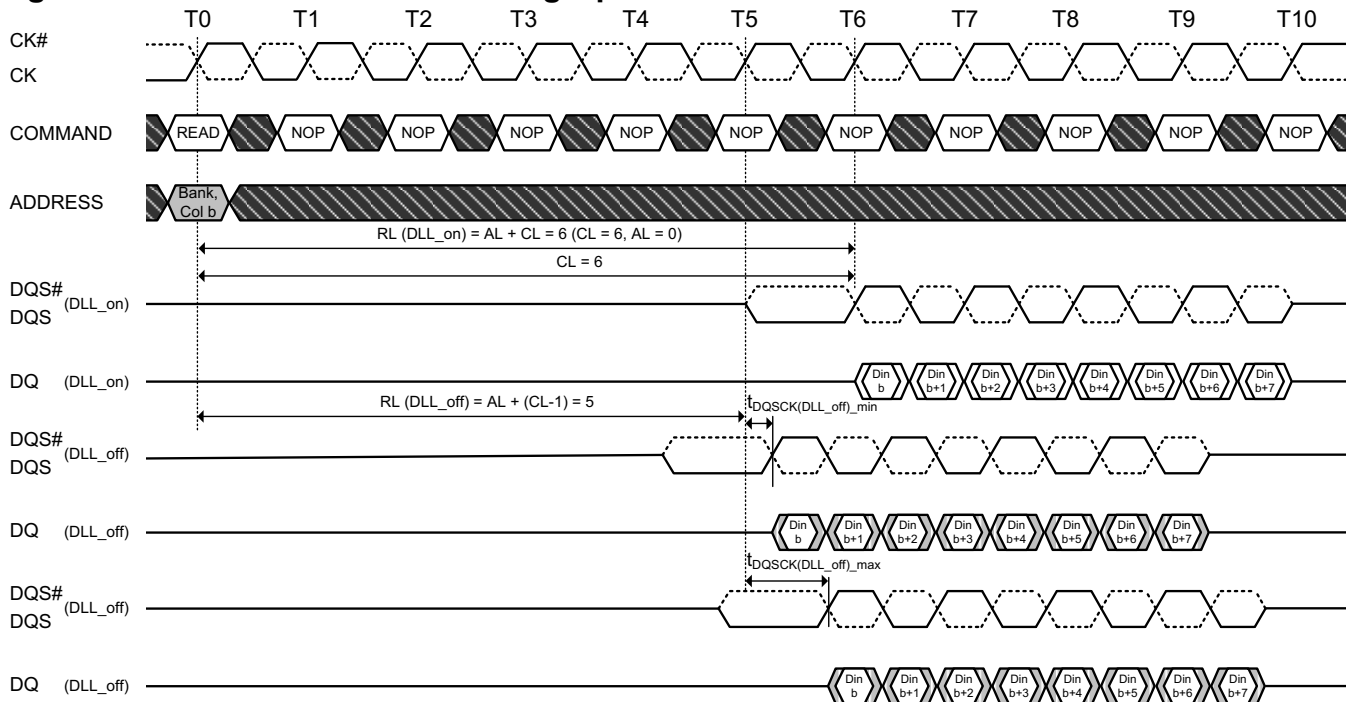 T0 T1 T2 T3 T4 T5 T6 T7 T8 T9 T10
CK#
CK
COMMAND READ NOP NOP NOP NOP NOP NOP NOP NOP NOP NOP
ADDRESS Bank,
Col b
RL (DLL_on) = AL + CL = 6 (CL = 6, AL = 0)
CL = 6
DQS# (DLL_on)
DQS
DQ (DLL_on) Din b Din b+1 Din b+2 Din b+3 Din b+4 Din b+5 Din b+6 Din b+7
RL (DLL_off) = AL + (CL-1) = 5 tDQSCK(DLL_off)_min
DQS# (DLL_off)
DQS
DQ (DLL_off) Din b Din b+1 Din b+2 Din b+3 Din b+4 Din b+5 Din b+6 Din b+7
tDQSCK(DLL_off)_max
DQS# (DLL_off)
DQS
DQ (DLL_off) Din b Din b+1 Din b+2 Din b+3 Din b+4 Din b+5 Din b+6 Din b+7